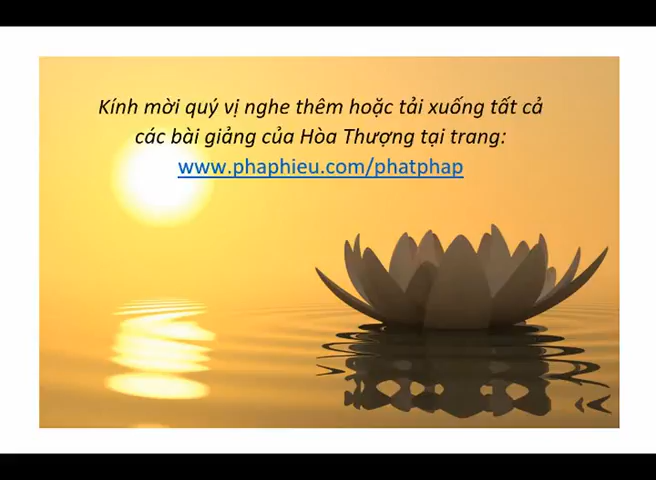 Kính mời quý vị nghe thêm hoặc tải xuống tất cả
các bài giảng của Hòa Thượng tại trang:
www.phaphieu.com/phatphap